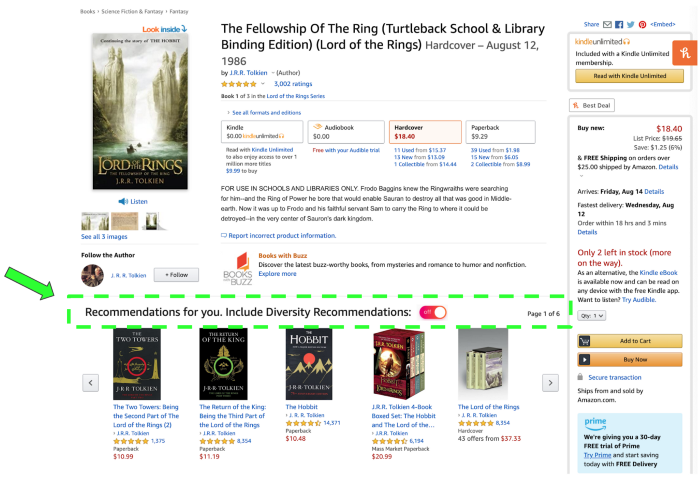 Books › Science Fiction & Fantasy › Fantasy
Look inside
Continuing the story of THE HOBBIT
THE LORD OF THE RINGS
THE FELLOWSHIP OF THE RING
J.R.R. TOLKIEN
Listen
See all 3 images
Follow the Author
J. R. R. Tolkien
+ Follow
The Fellowship Of The Ring (Turtleback School & Library
Binding Edition) (Lord of the Rings) Hardcover – August 12,
1986
by J.R.R. Tolkien (Author)
3,002 ratings
Book 1 of 3 in the Lord of the Rings Series
› See all formats and editions
Kindle
$0.00 kindleunlimited
Read with Kindle Unlimited
to also enjoy access to over 1
million more titles
$9.99 to buy
Audiobook
$0.00
Free with your Audible trial
Hardcover
$18.40
11 Used from $15.37
15 New from $13.09
1 Collectible from $14.44
Paperback
$9.29
39 Used from $1.98
15 New from $6.05
2 Collectible from $8.99
FOR USE IN SCHOOLS AND LIBRARIES ONLY. Frodo Baggins knew the Ringwraiths were searching
for him--and the Ring of Power he bore that would enable Sauran to destroy all that was good in Middle-
earth. Now it was up to Frodo and his faithful servant Sam to carry the Ring to where it could be
detroyed--in the very center of Sauron's dark kingdom.
Report incorrect product information.
BOOKS
WITH BUZZ
Books with Buzz
Discover the latest buzz-worthy books, from mysteries and romance to humor and nonfiction.
Explore more
Recommendations for you. Include Diversity Recommendations: off
Page 1 of 6
THE TWO TOWERS
J·R·R·TOLKIEN
The Two Towers: Being
the Second Part of The
Lord of the Rings (2)
› J.R.R. Tolkien
1,375
Paperback
$10.99
THE RETURN OF THE KING
J·R·R·TOLKIEN
The Return of the King:
Being the Third Part of
the Lord of the Rings
› J.R.R. Tolkien
8,354
Paperback
$11.19
THE HOBBIT
J·R·R·TOLKIEN
The Hobbit
› J. R. R. Tolkien
14,371
Paperback
$10.48
J.R.R. TOLKIEN
J.R.R. Tolkien 4-Book
Boxed Set: The Hobbit
and The Lord of the...
› J.R.R. Tolkien
6,194
Mass Market Paperback
$20.99
The Lord of the Rings
› J. R. R. Tolkien
8,354
Hardcover
43 offers from $37.33
Share
<Embed>
kindleunlimited
Included with a Kindle Unlimited
membership.
Read with Kindle Unlimited
Best Deal
Buy new: $18.40
List Price: $19.65
Save: $1.25 (6%)
& FREE Shipping on orders over
$25.00 shipped by Amazon. Details
Arrives: Friday, Aug 14 Details
Fastest delivery: Wednesday, Aug
12
Order within 18 hrs and 3 mins
Details
Only 2 left in stock (more
on the way).
As an alternative, the Kindle eBook
is available now and can be read on
any device with the free Kindle app.
Want to listen? Try Audible.
Qty: 1
Add to Cart
Buy Now
Secure transaction
Ships from and sold by
Amazon.com.
prime
We're giving you a 30-day
FREE trial of Prime
Try Prime and start saving
today with FREE Delivery